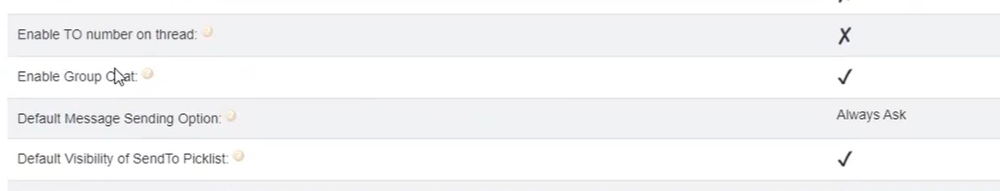 Enable TO number on thread: ✗
Enable Group Chat: ✓
Default Message Sending Option: Always Ask
Default Visibility of SendTo Picklist: ✓